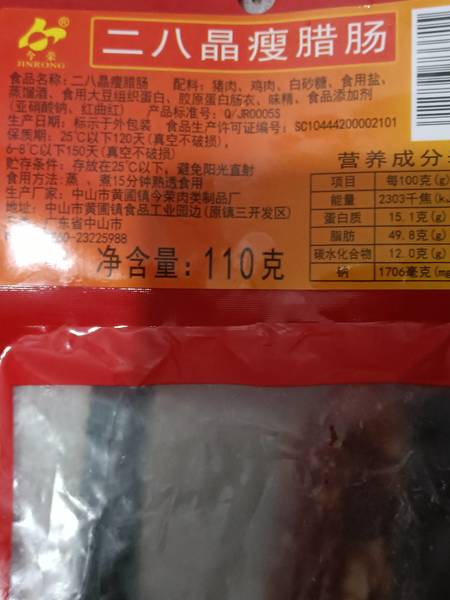 今荣
JINRONG
二八晶瘦腊肠
食品名称：二八晶瘦腊肠 配料：猪肉、鸡肉、白砂糖、食用盐、
蒸馏酒、食用大豆组织蛋白、胶原蛋白肠衣、味精、食品添加剂
（亚硝酸钠、红曲红） 产品标准号：Q/JR0005S
生产日期：标示于外包装 食品生产许可证编号：SC10444200002101
保质期：25℃以下120天(真空不破损)，
6-8℃以下150天(真空不破损)
贮存条件：存放在25℃以下，避免阳光直射
食用方法：蒸、煮15分钟熟透食用
生产厂家：中山市黄圃镇今荣肉类制品厂
地址：中山市黄圃镇食品工业园边(原镇三开发区)
东省中山市
60-23225988
净含量：110克
营养成分
项目 每100克(g)
能量 2303千焦(k
蛋白质 15.1克(g)
脂肪 49.8克(g)
碳水化合物 12.0克(g)
钠 1706毫克(mg